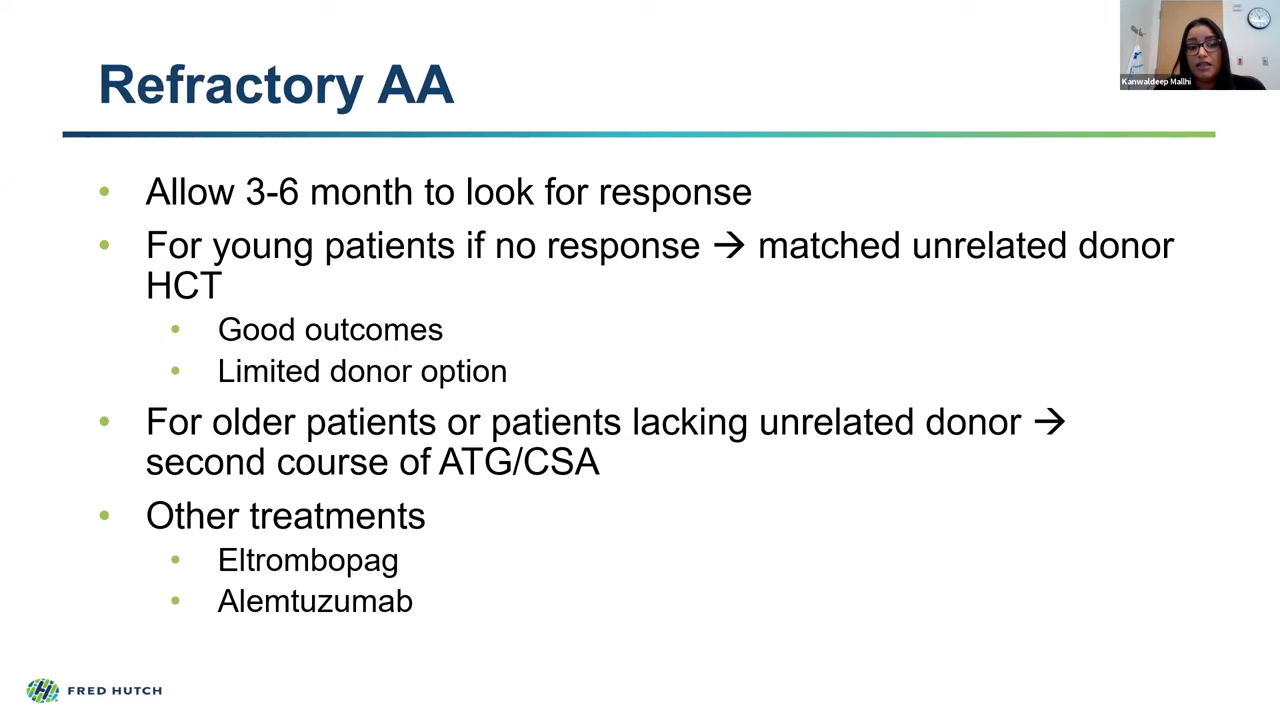 Refractory AA
Kanwaldeep Mallhi
• Allow 3-6 month to look for response
• For young patients if no response → matched unrelated donor
HCT
• Good outcomes
• Limited donor option
• For older patients or patients lacking unrelated donor →
second course of ATG/CSA
• Other treatments
• Eltrombopag
• Alemtuzumab
FRED HUTCH